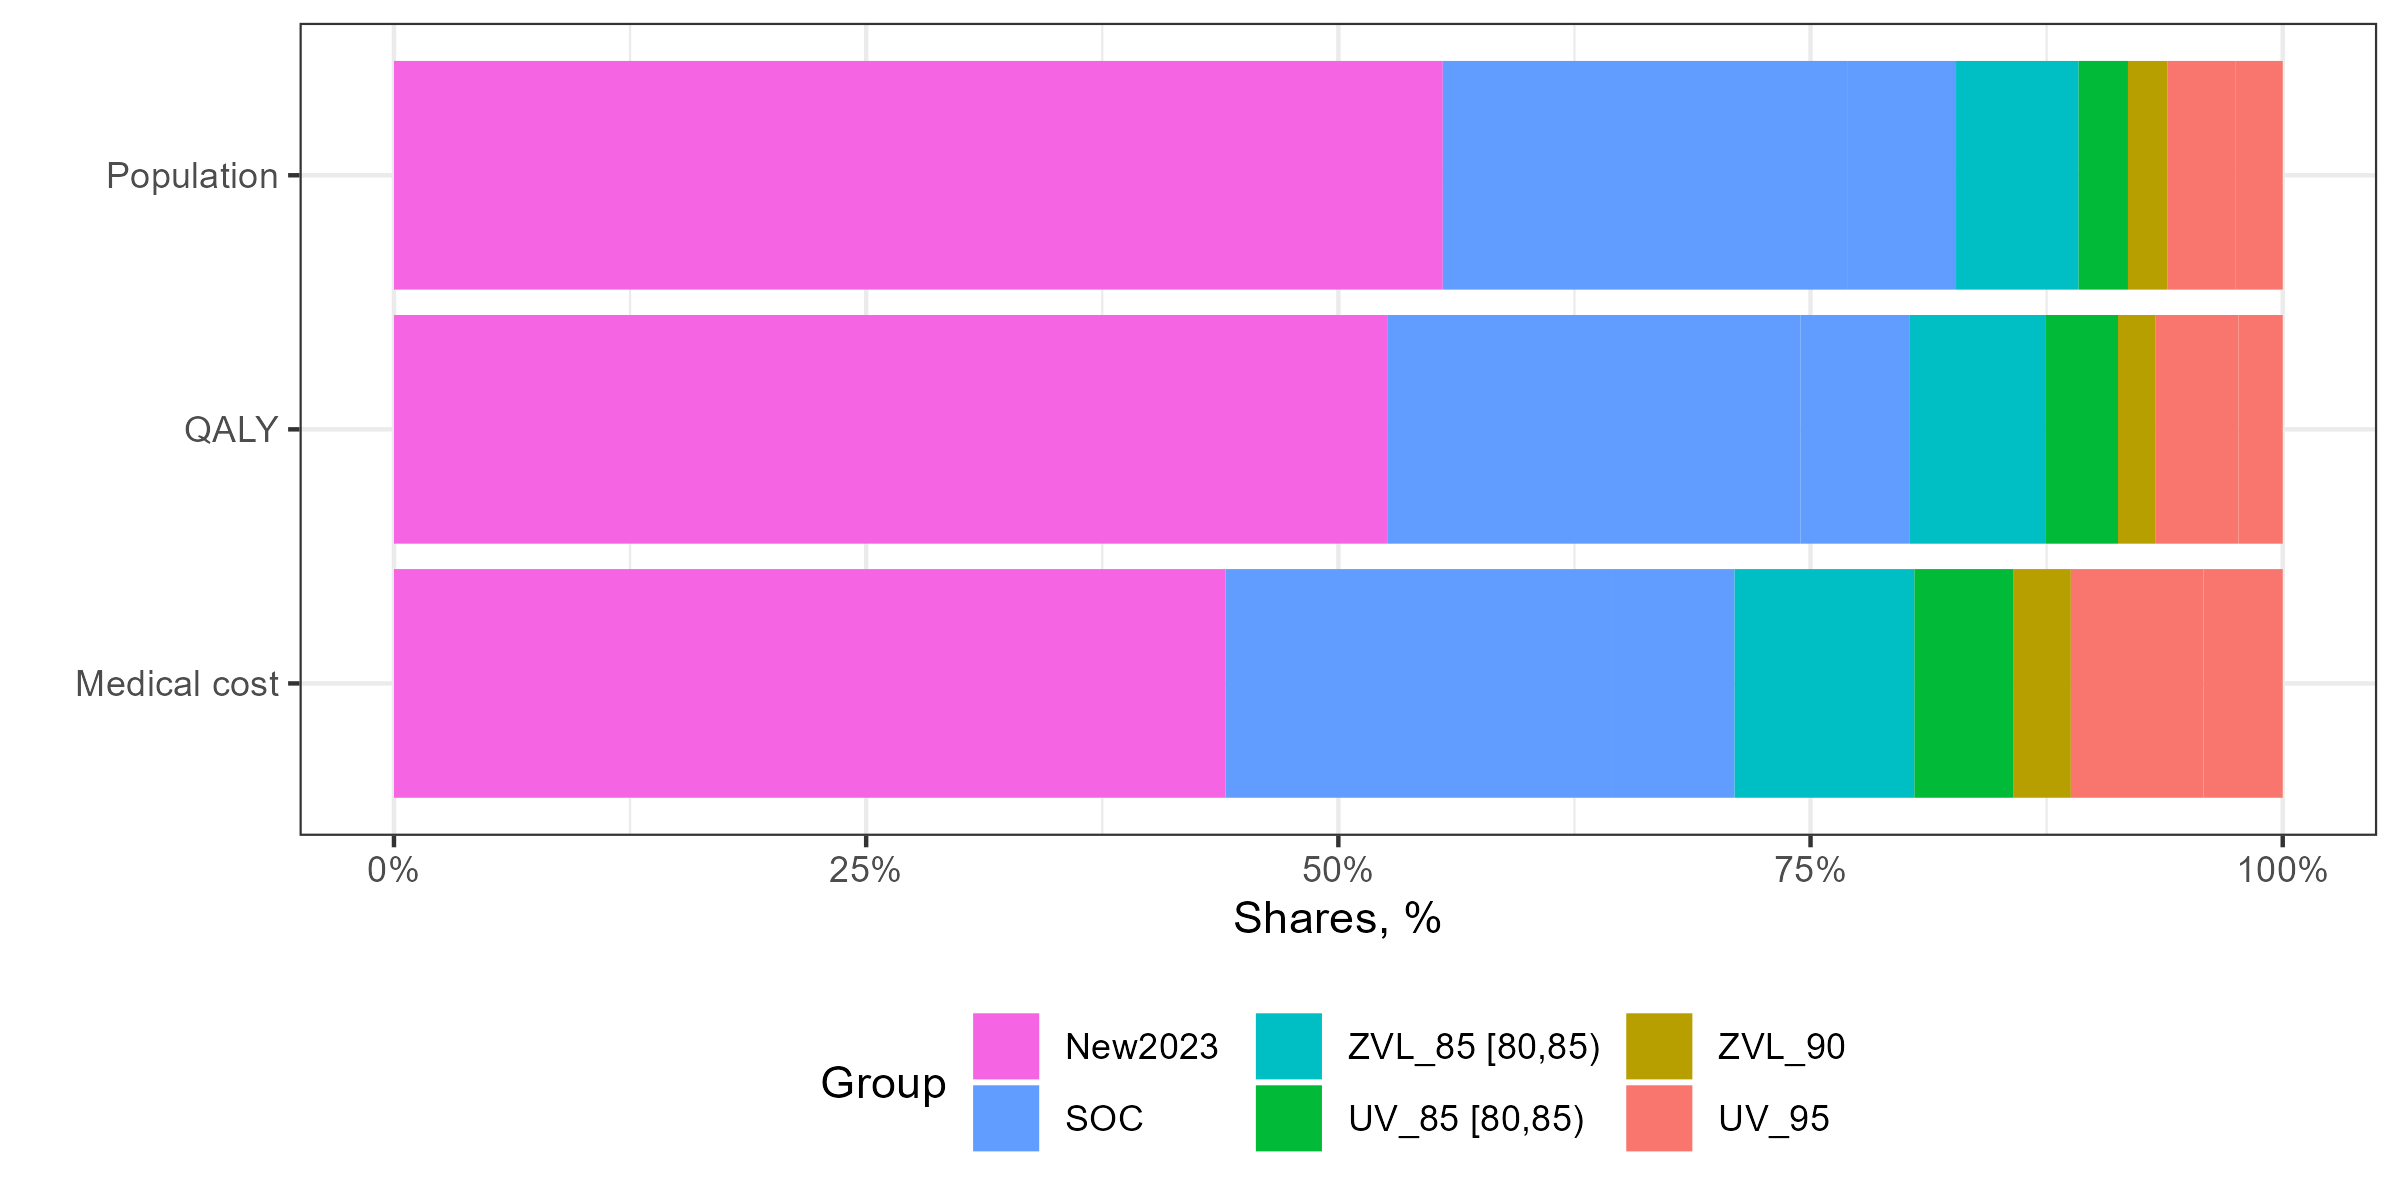 Population
QALY
Medical cost
0% 25% 50% 75% 100%
Shares, %
Group
New2023 ZVL_85 [80,85) ZVL_90
SOC UV_85 [80,85) UV_95